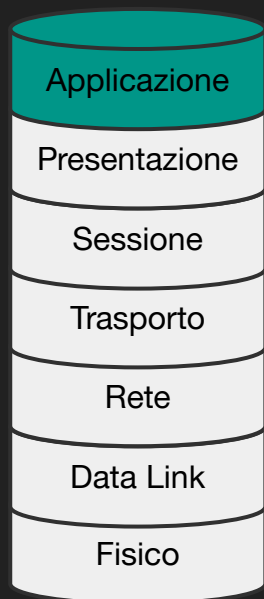 Applicazione
Presentazione
Sessione
Trasporto
Rete
Data Link
Fisico